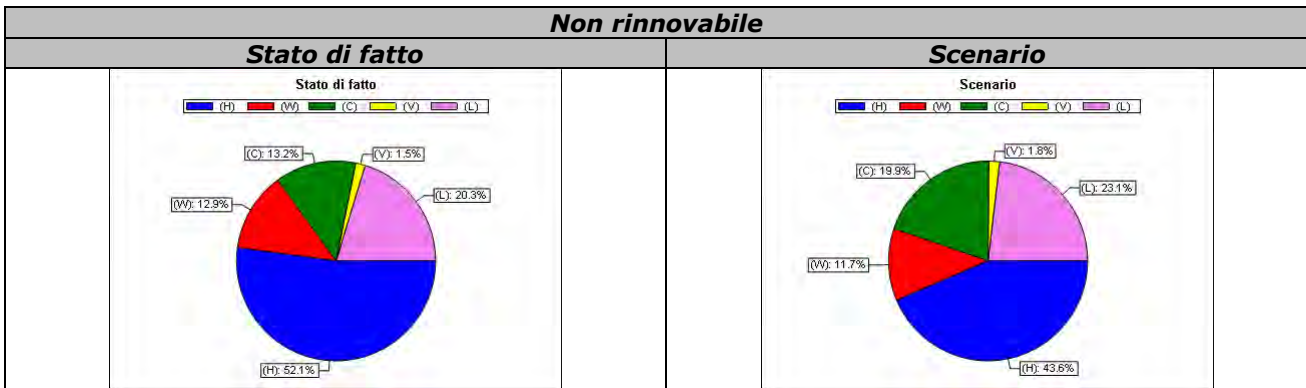 Non rinnovabile
Stato di fatto
Scenario
Stato di fatto
(H) (W) (C) (V) (L)
(C): 13.2%
(V): 1.5%
(W): 12.9%
(L): 20.3%
(H): 52.1%
Scenario
(H) (W) (C) (V) (L)
(V): 1.8%
(C): 19.9%
(L): 23.1%
(W): 11.7%
(H): 43.6%